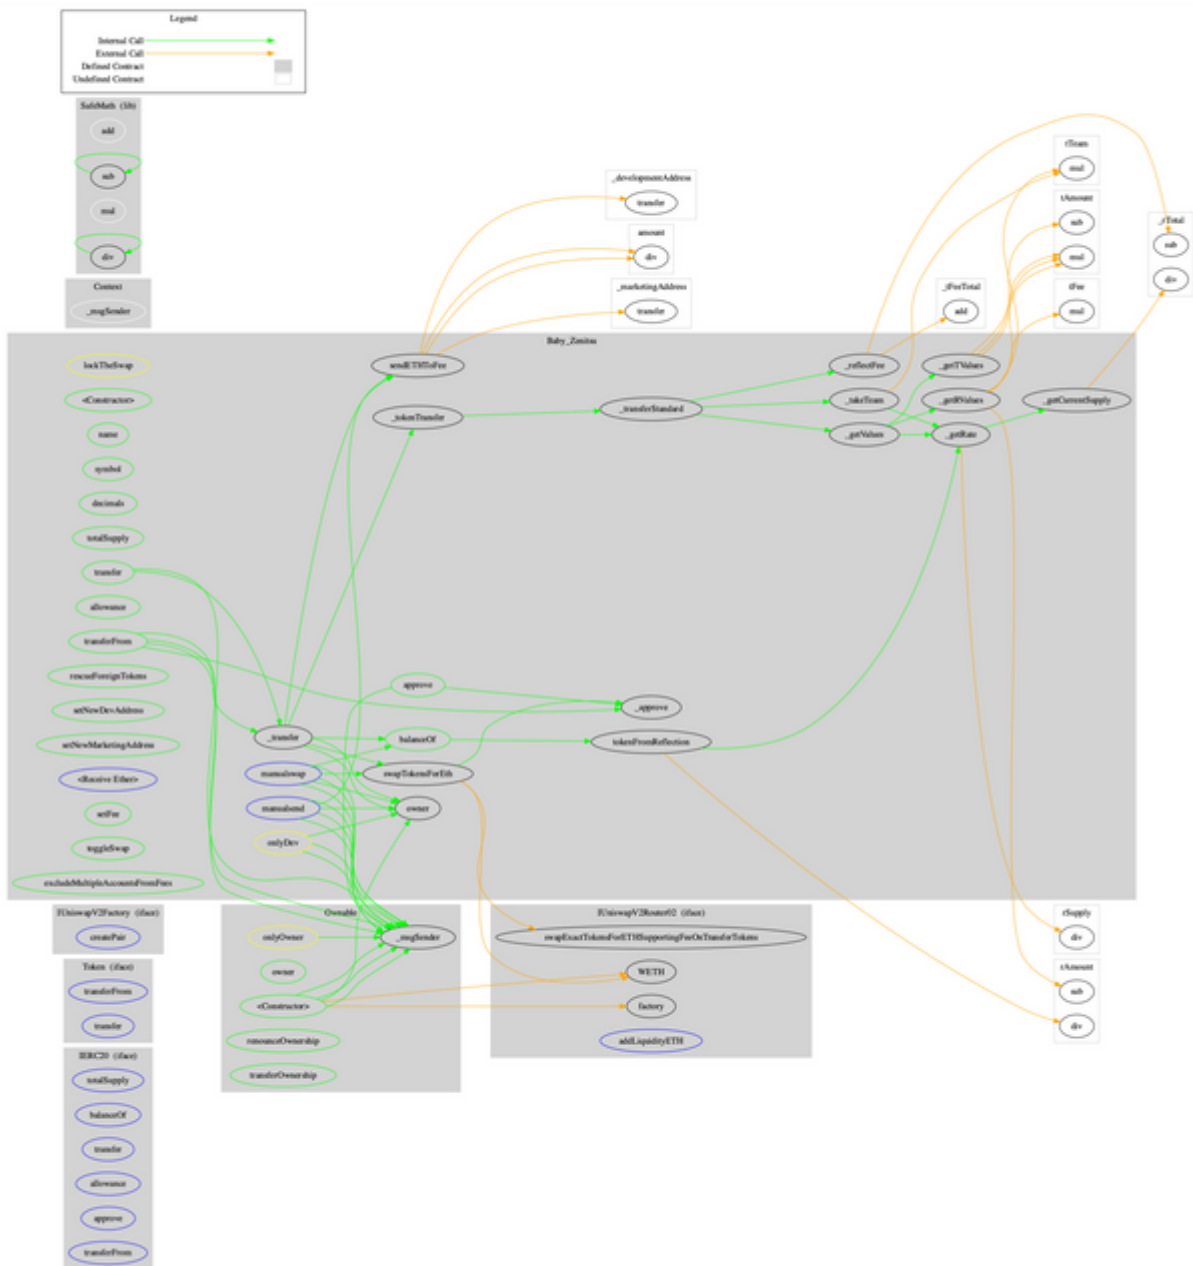 Legend
Internal Call
External Call
Defined Contract
Undefined Contract
SafeMath (lib)
add
sub
mul
div
Context
_msgSender
_developmentAddress
transfer
amount
div
_marketingAddress
transfer
_tFeeTotal
add
tTeam
mul
tAmount
sub
mul
tFee
mul
_rTotal
sub
div
Baby_Zenitsu
lockTheSwap
<Constructor>
name
symbol
decimals
totalSupply
transfer
allowance
transferFrom
rescueForeignTokens
setNewDevAddress
setNewMarketingAddress
<Receive Ether>
setFee
toggleSwap
excludeMultipleAccountsFromFees
_transfer
manualswap
manualsend
onlyDev
sendETHToFee
_tokenTransfer
approve
balanceOf
swapTokensForEth
owner
_transferStandard
_approve
tokenFromReflection
_reflectFee
_takeTeam
_getValues
_getTValues
_getRValues
_getRate
_getCurrentSupply
IUniswapV2Factory (iface)
createPair
Token (iface)
transferFrom
transfer
IERC20 (iface)
totalSupply
balanceOf
transfer
allowance
approve
transferFrom
Ownable
onlyOwner
owner
<Constructor>
renounceOwnership
transferOwnership
_msgSender
IUniswapV2Router02 (iface)
swapExactTokensForETHSupportingFeeOnTransferTokens
WETH
factory
addLiquidityETH
rSupply
div
rAmount
sub
div